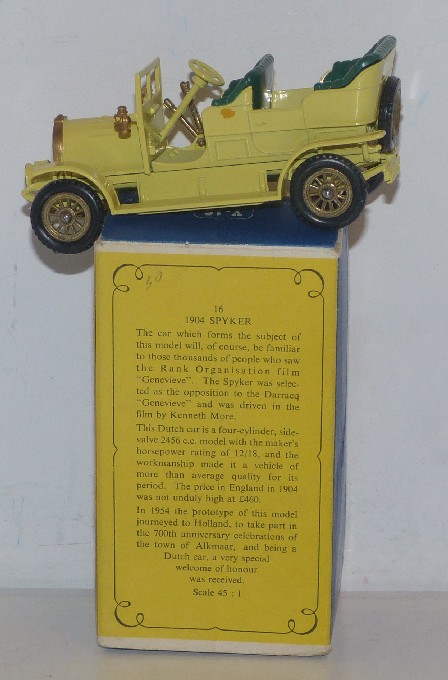 16
1904 SPYKER
The car which forms the subject of
this model will, of course, be familiar
to those thousands of people who saw
the Rank Organisation film
"Genevieve". The Spyker was selec-
ted as the opposition to the Darracq
"Genevieve" and was driven in the
film by Kenneth More.
This Dutch car is a four-cylinder, side-
valve 2456 c.c. model with the maker's
horsepower rating of 12/18, and the
workmanship made it a vehicle of
more than average quality for its
period. The price in England in 1904
was not unduly high at £460.
In 1954 the prototype of this model
journeyed to Holland, to take part in
the 700th anniversary celebrations of
the town of Alkmaar, and being a
Dutch car, a very special
welcome of honour
was received.
Scale 45 : 1